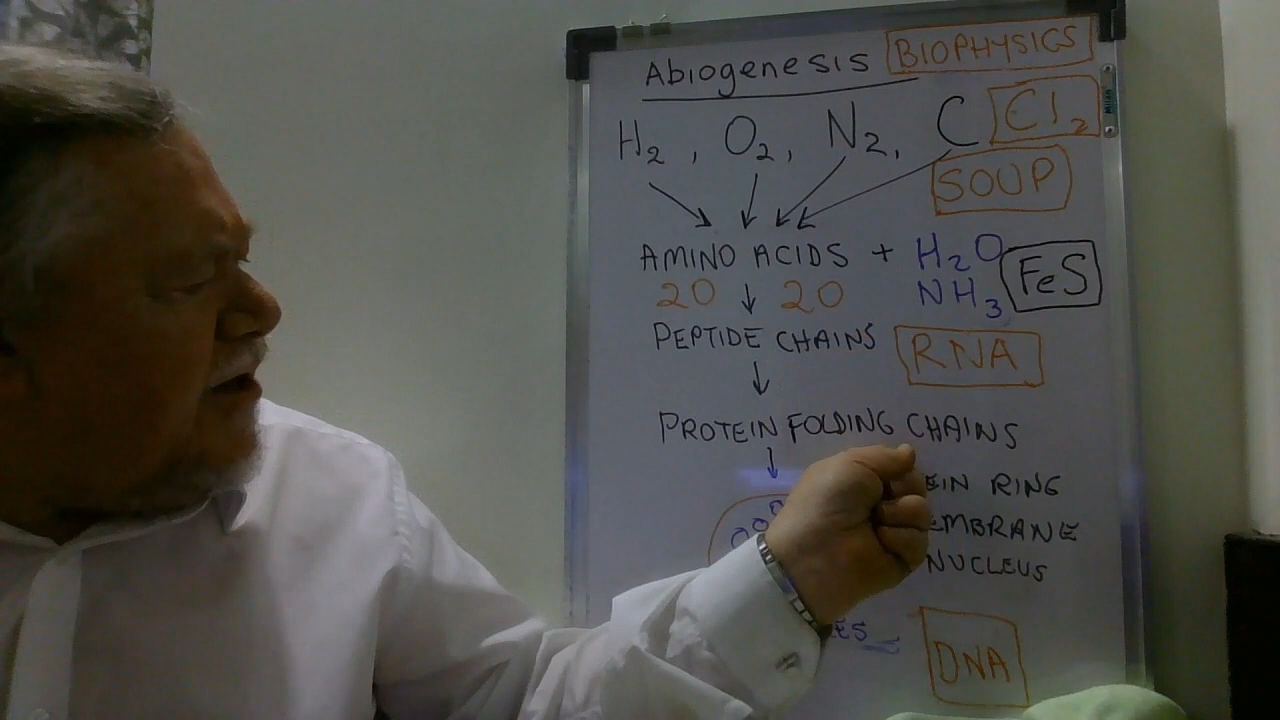 Abiogenesis BIOPHYSICS
H₂, O₂, N₂, C Cl₂
SOUP
AMINO ACIDS + H₂O
20 20 NH₃ FeS
PEPTIDE CHAINS RNA
PROTEIN FOLDING CHAINS
RING
NUCLEUS
DNA